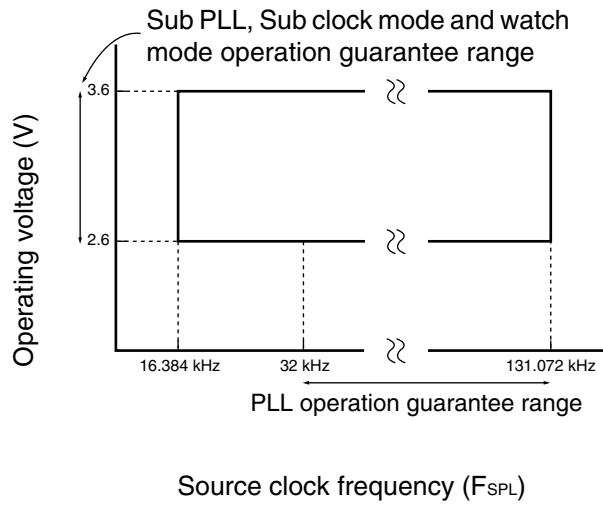 Sub PLL, Sub clock mode and watch
mode operation guarantee range
Operating voltage (V)
3.6
2.6
16.384 kHz
32 kHz
131.072 kHz
PLL operation guarantee range
Source clock frequency (FSPL)